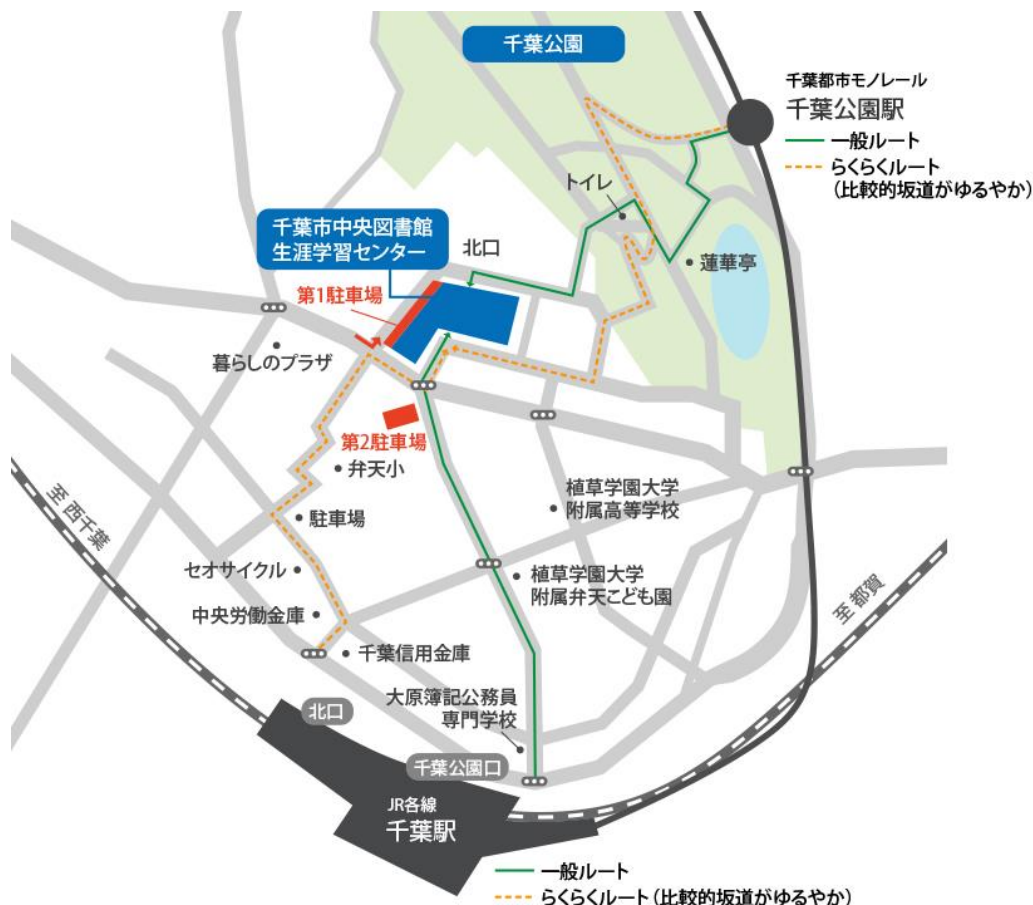 千葉公園
千葉都市モノレール
千葉公園駅
一般ルート
らくらくルート
(比較的坂道がゆるやか)
トイレ
千葉市中央図書館
生涯学習センター
北口
蓮華亭
第1駐車場
暮らしのプラザ
第2駐車場
弁天小
植草学園大学
附属高等学校
至 西千葉
駐車場
セオサイクル
植草学園大学
附属弁天こども園
至 都賀
中央労働金庫
千葉信用金庫
大原簿記公務員
専門学校
北口
千葉公園口
JR各線
千葉駅
一般ルート
らくらくルート(比較的坂道がゆるやか)